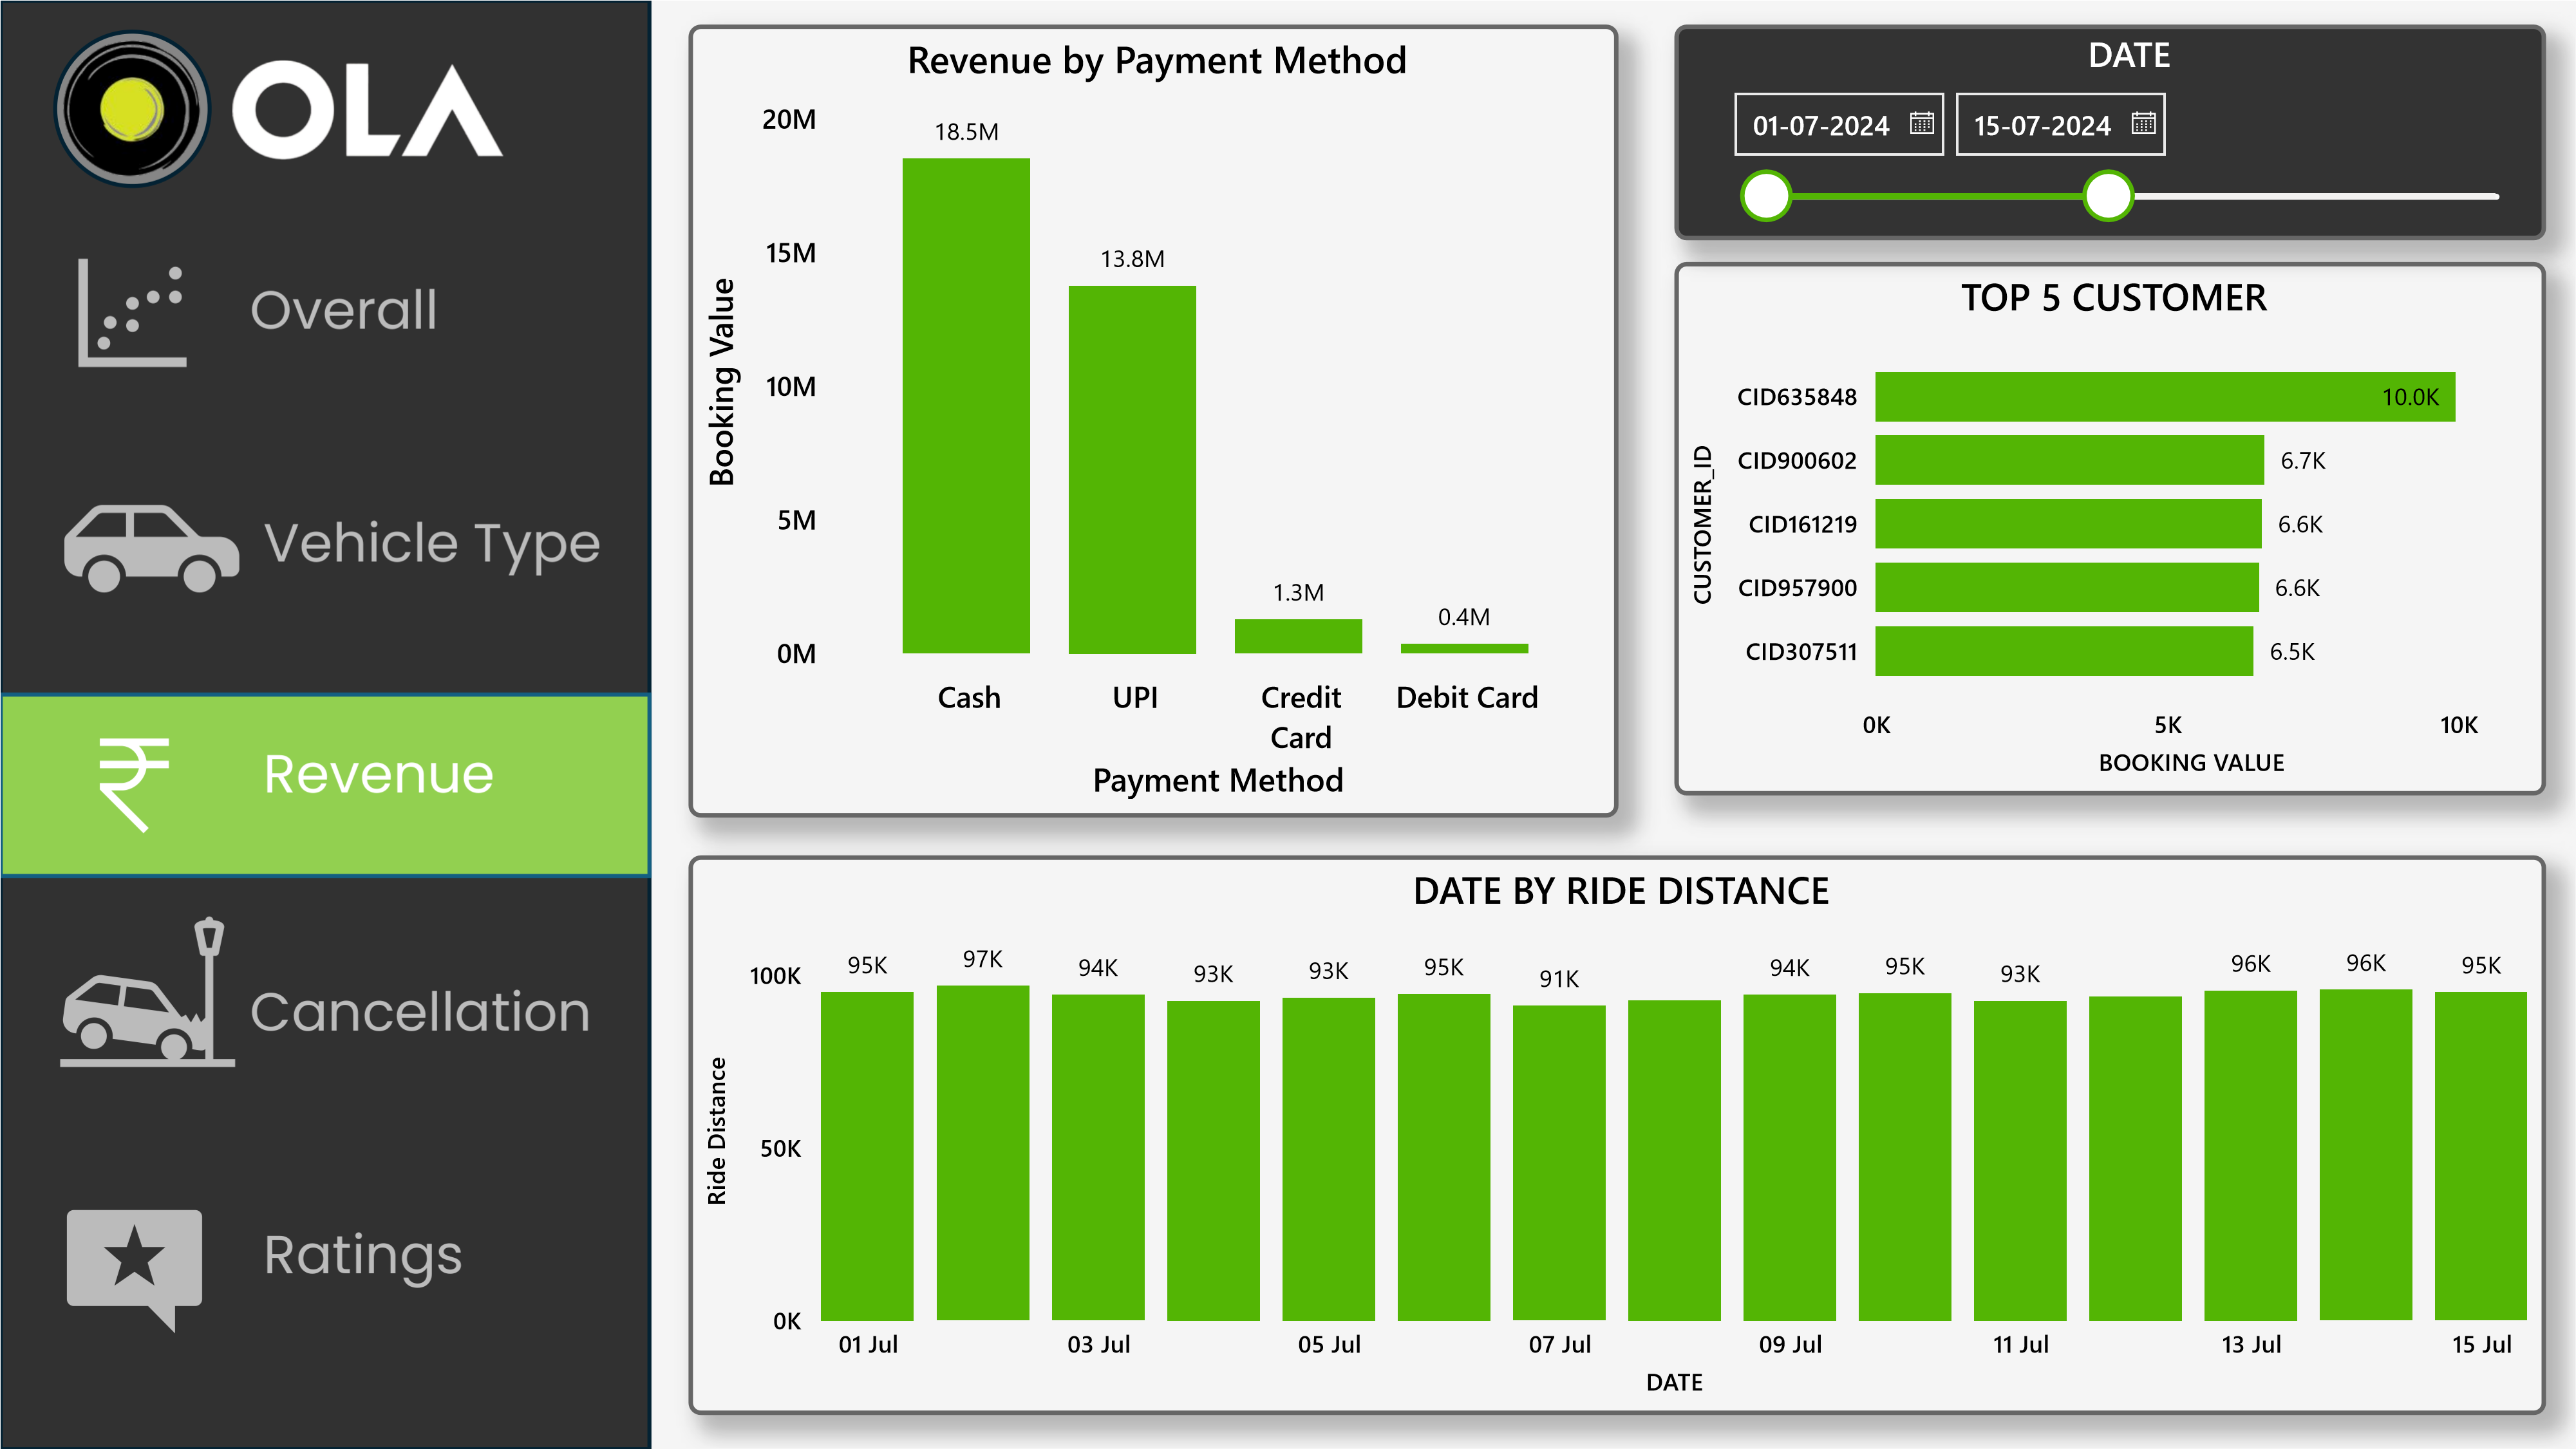 OLA
Overall
Vehicle Type
Revenue
Cancellation
Ratings
Revenue by Payment Method
Booking Value
20M
15M
10M
5M
0M
18.5M
13.8M
1.3M
0.4M
Cash
UPI
Credit
Card
Debit Card
Payment Method
DATE
01-07-2024
15-07-2024
TOP 5 CUSTOMER
CUSTOMER_ID
CID635848
10.0K
CID900602
6.7K
CID161219
6.6K
CID957900
6.6K
CID307511
6.5K
0K
5K
10K
BOOKING VALUE
DATE BY RIDE DISTANCE
Ride Distance
100K
50K
0K
95K
97K
94K
93K
93K
95K
91K
94K
95K
93K
96K
96K
95K
01 Jul
03 Jul
05 Jul
07 Jul
09 Jul
11 Jul
13 Jul
15 Jul
DATE